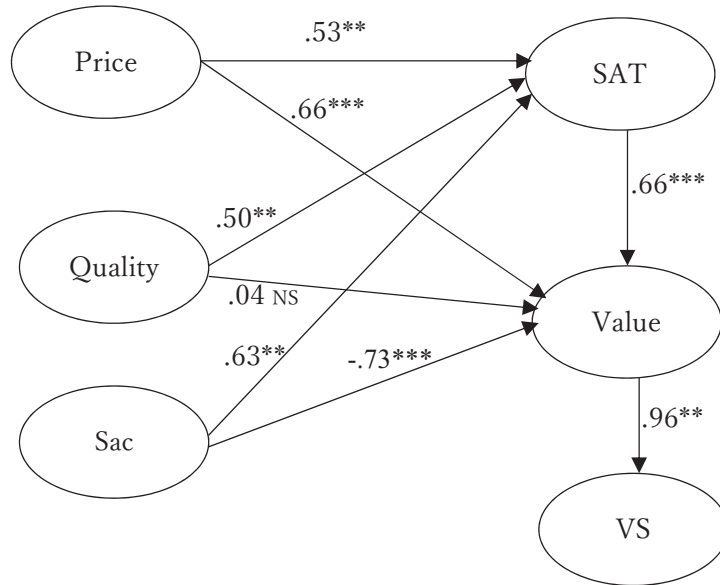 .53**
Price
SAT
.66***
.66***
.50**
Quality
.04 NS
Value
.63**
-.73***
.96**
Sac
VS